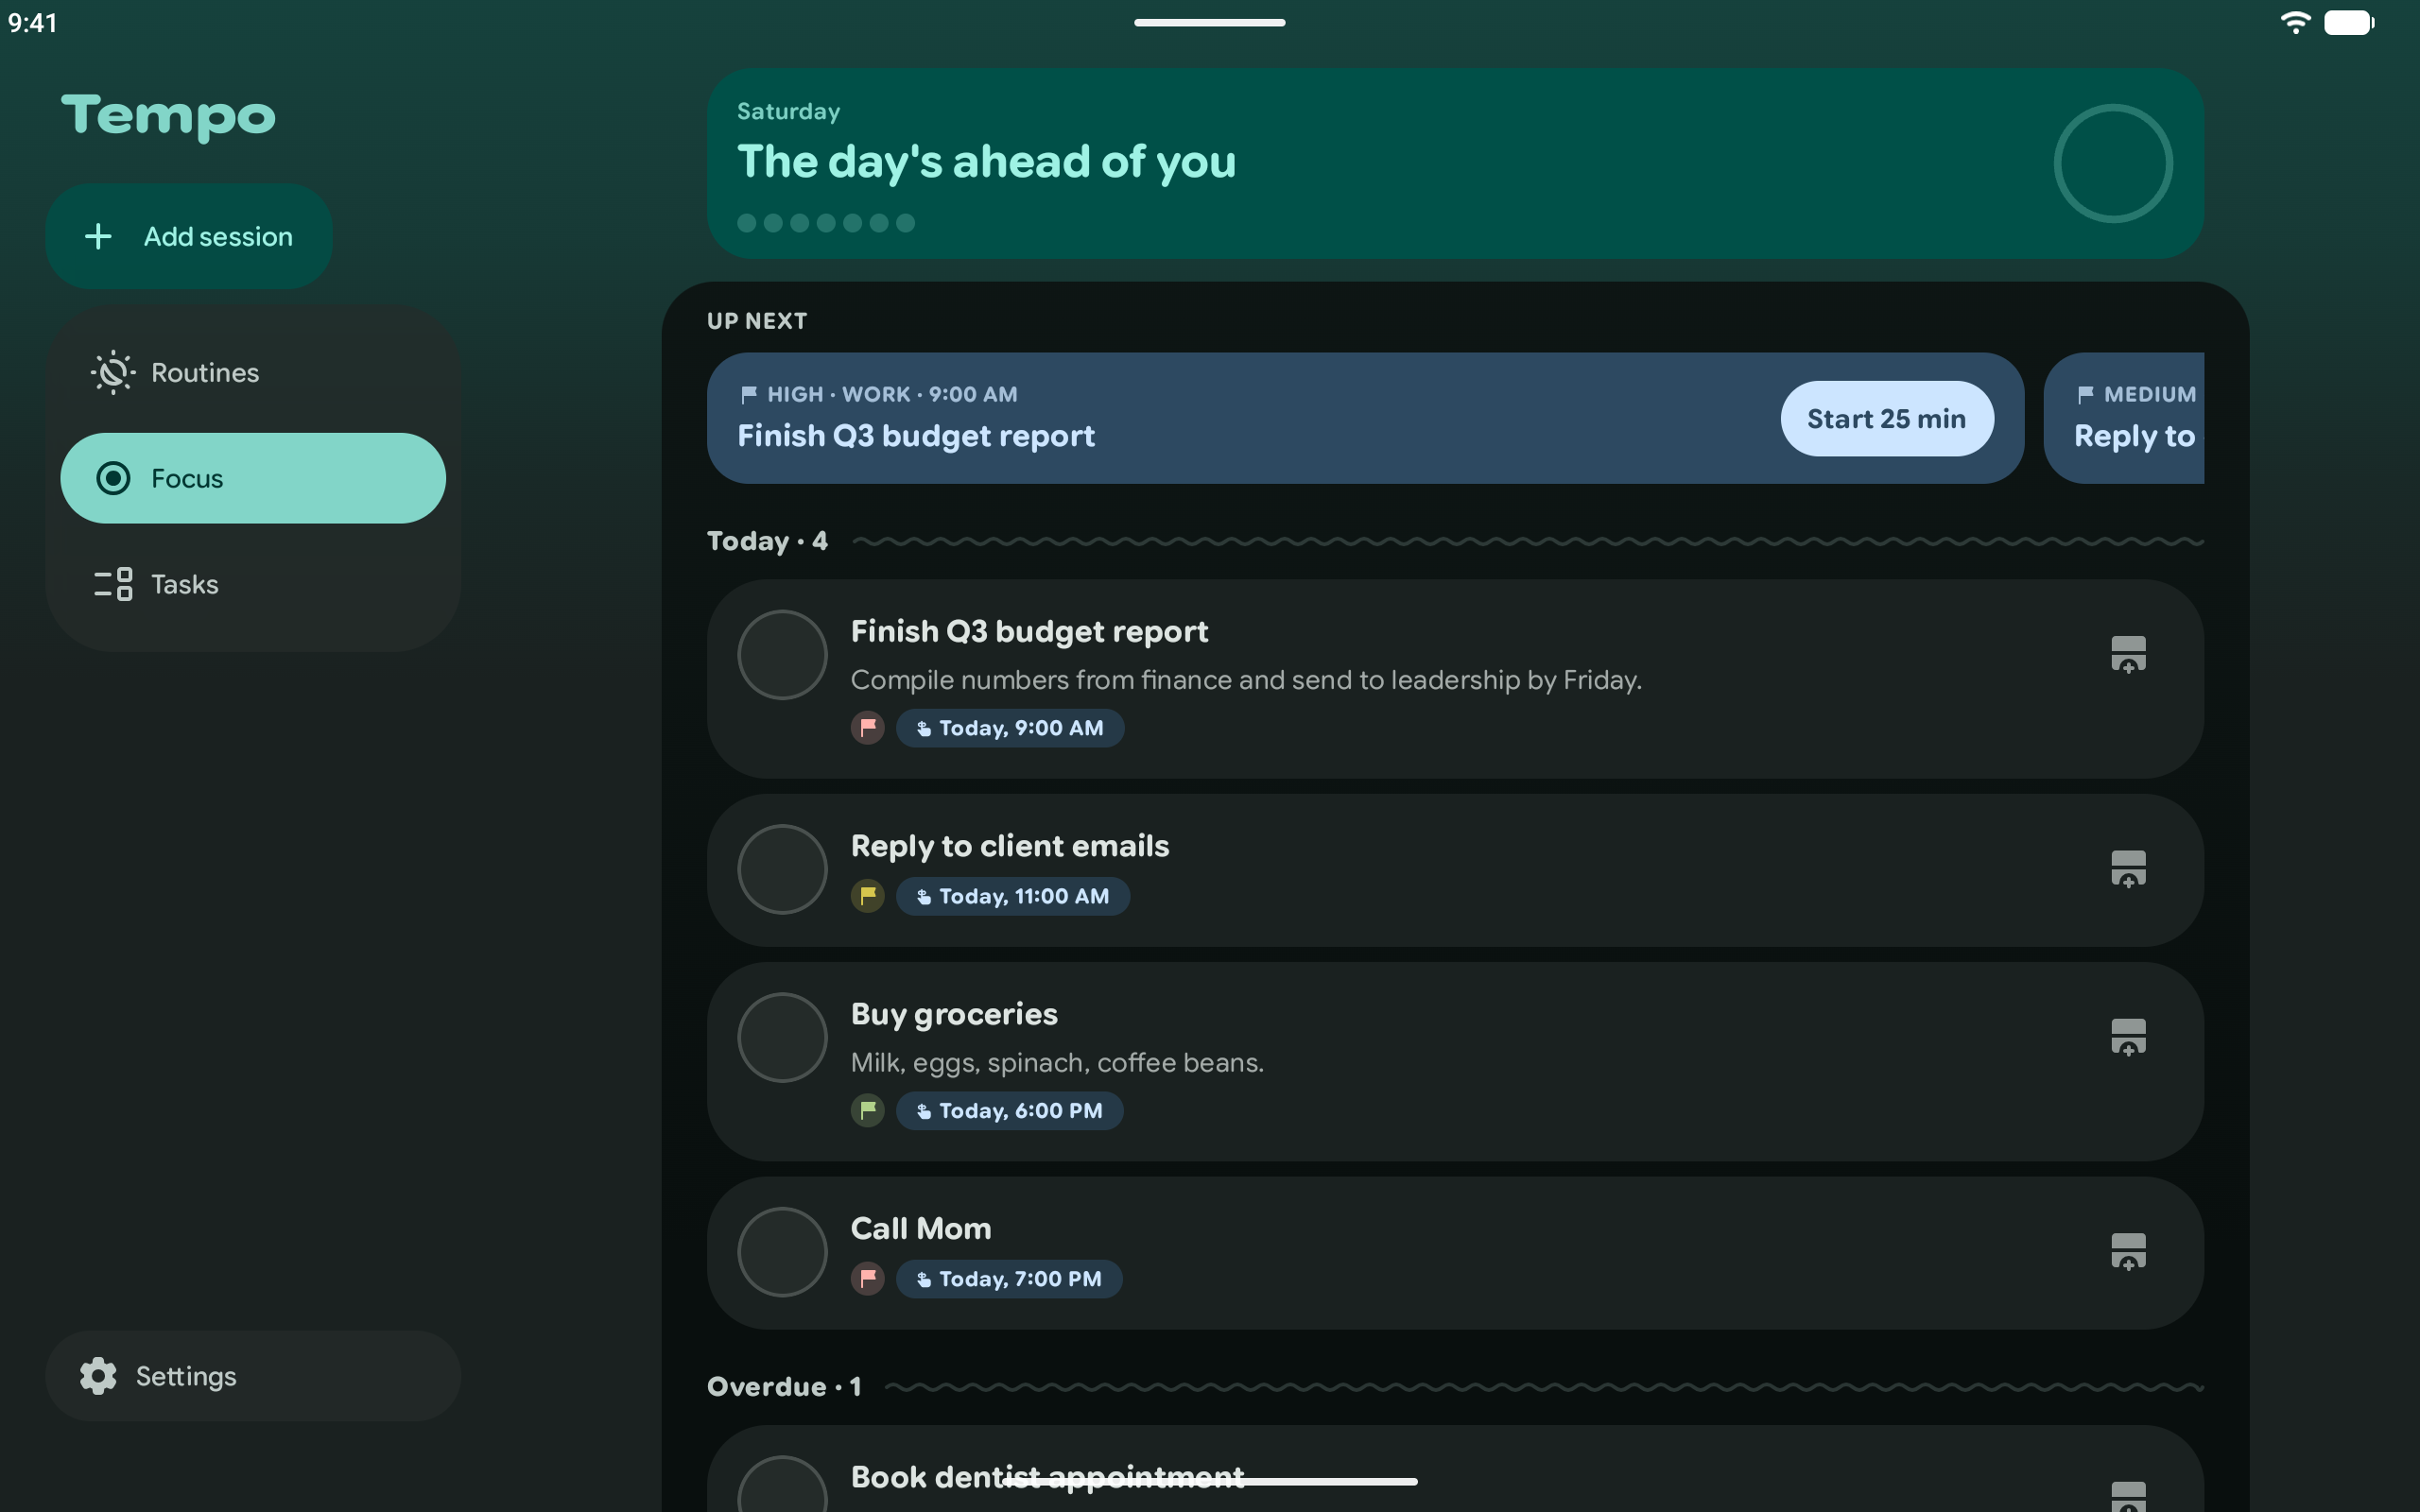 9:41
Tempo
Add session
Routines
Focus
Tasks
Settings
Saturday
The day's ahead of you
UP NEXT
HIGH · WORK · 9:00 AM
Finish Q3 budget report
Start 25 min
MEDIUM
Reply to
Today · 4
Finish Q3 budget report
Compile numbers from finance and send to leadership by Friday.
Today, 9:00 AM
Reply to client emails
Today, 11:00 AM
Buy groceries
Milk, eggs, spinach, coffee beans.
Today, 6:00 PM
Call Mom
Today, 7:00 PM
Overdue · 1
Book dentist appointment